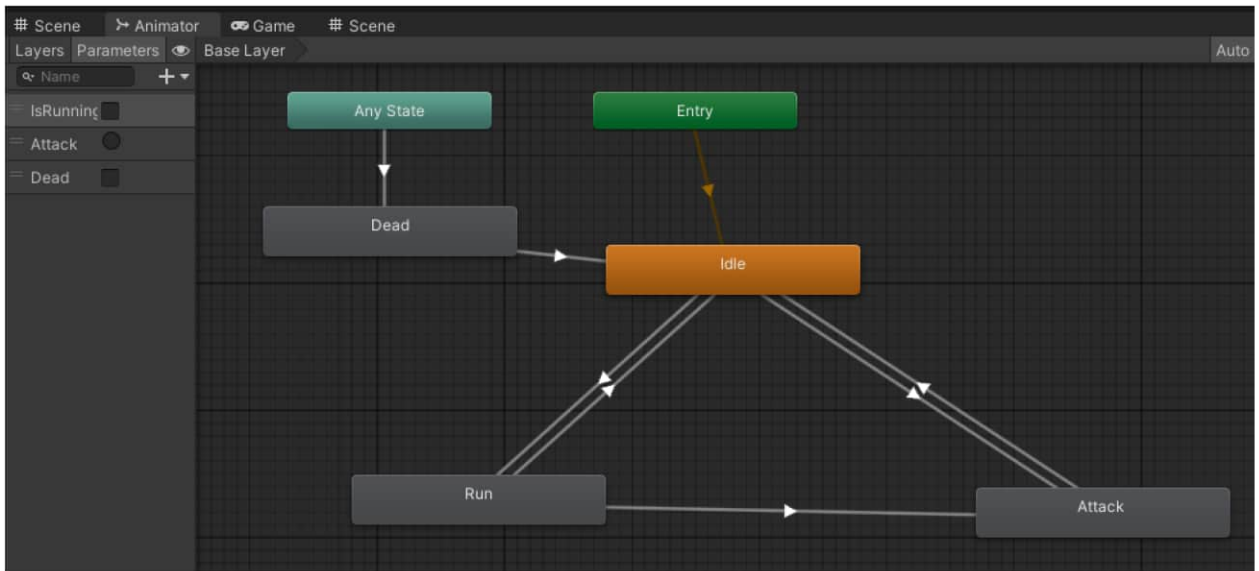 Scene Animator Game Scene
Layers Parameters Base Layer Auto
Name
IsRunning
Attack
Dead
Any State
Entry
Dead
Idle
Run
Attack